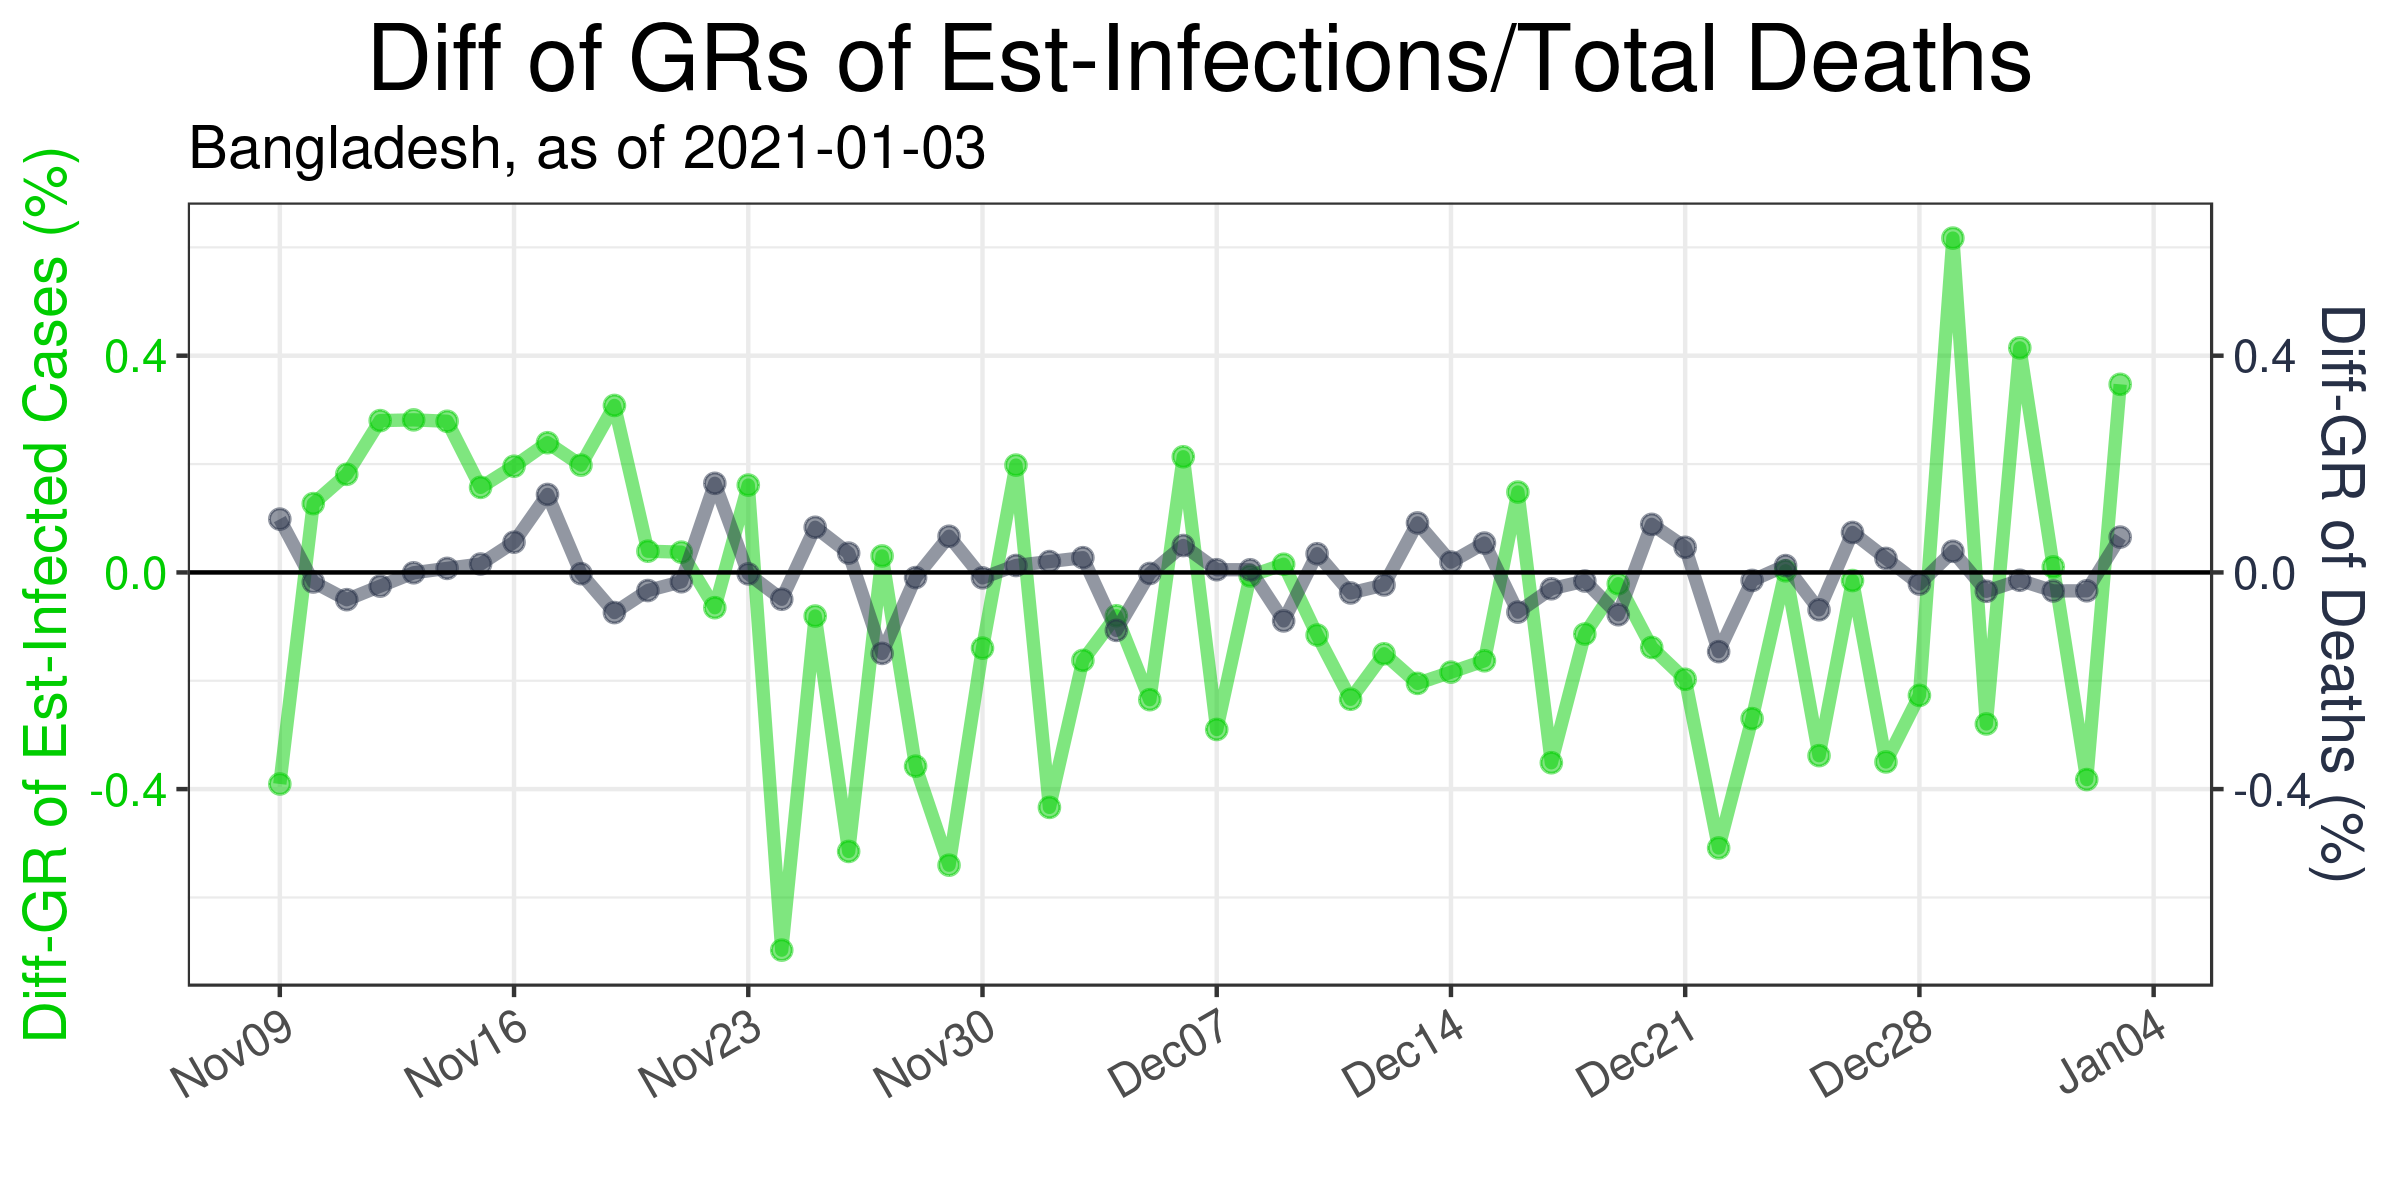 Diff of GRs of Est-Infections/Total Deaths
Bangladesh, as of 2021-01-03
Diff-GR of Est-Infected Cases (%)
0.4
0.0
-0.4
0.4
0.0
-0.4
Diff-GR of Deaths (%)
Nov09
Nov16
Nov23
Nov30
Dec07
Dec14
Dec21
Dec28
Jan04